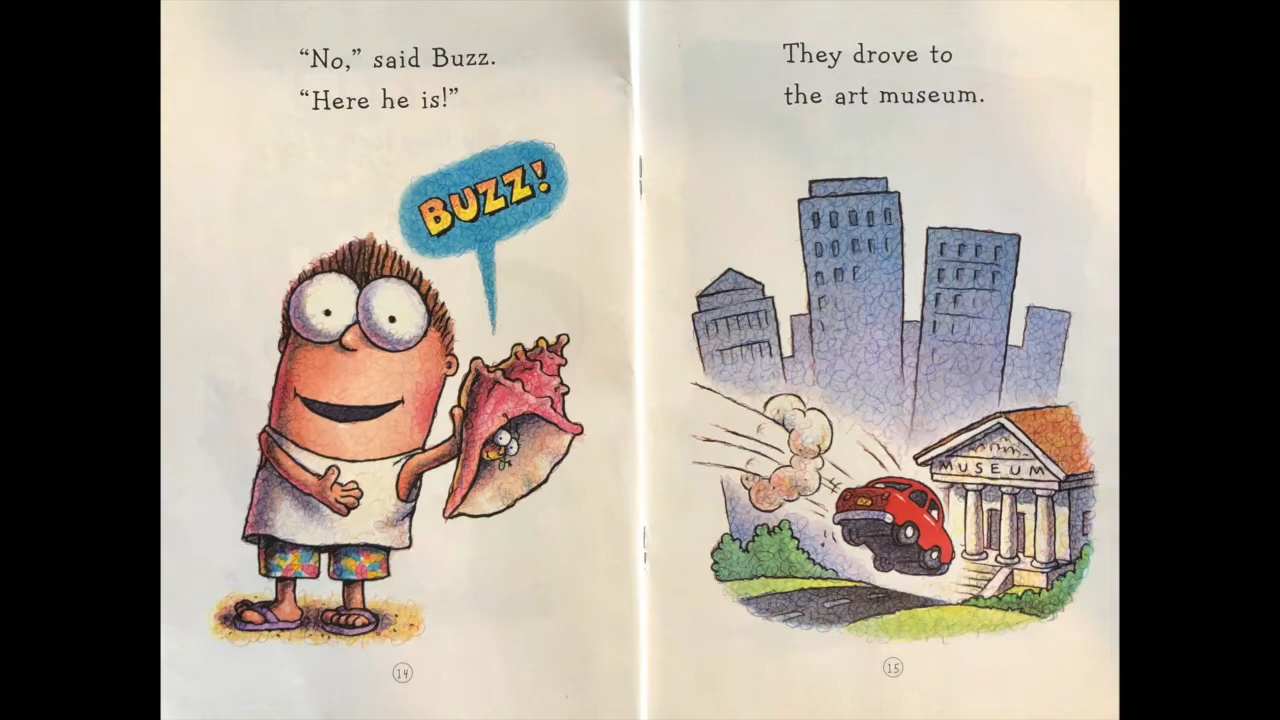 “No,” said Buzz.
“Here he is!”
BUZZ!
14
They drove to
the art museum.
MUSEUM
15